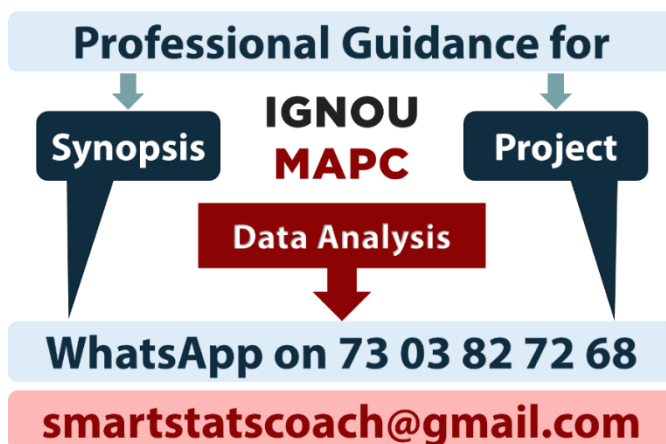 Professional Guidance for
IGNOU
Synopsis
Project
MAPC
Data Analysis
WhatsApp on 73 03 82 72 68
smartstatscoach@gmail.com